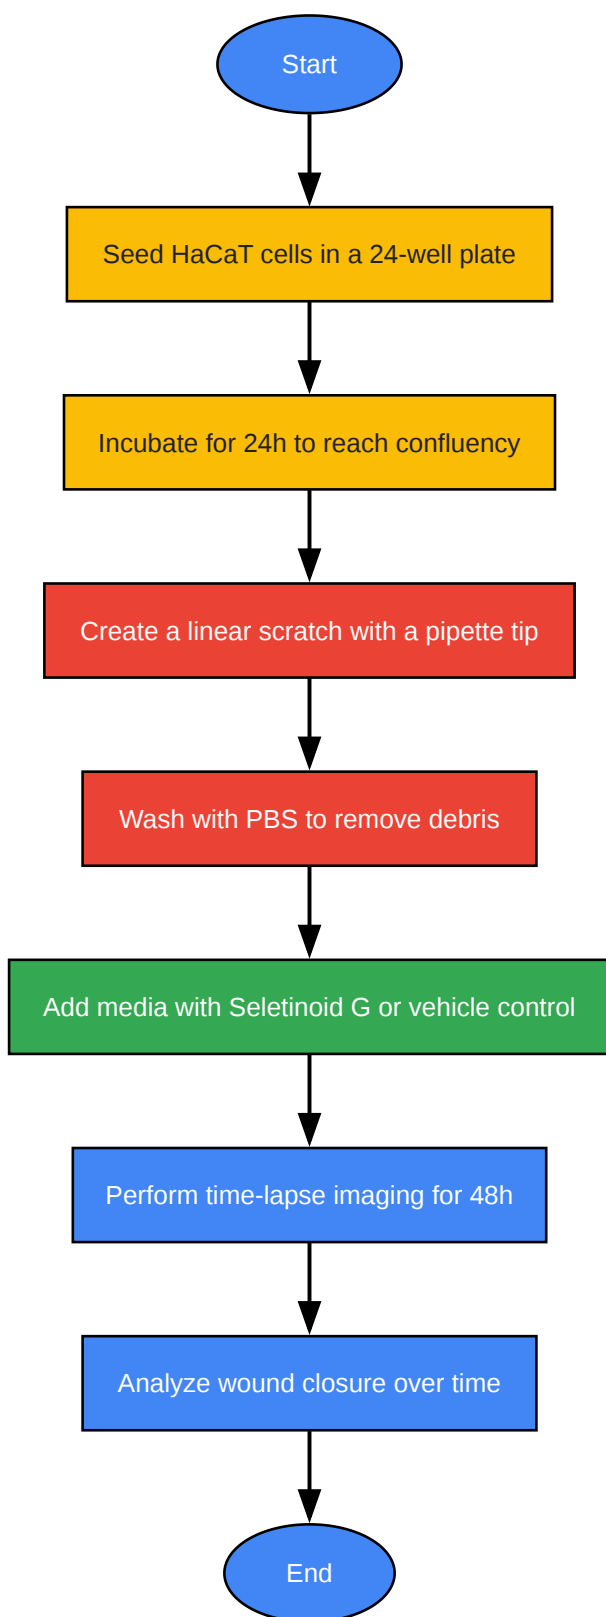 Start
Seed HaCaT cells in a 24-well plate
Incubate for 24h to reach confluency
Create a linear scratch with a pipette tip
Wash with PBS to remove debris
Add media with Seletinoid G or vehicle control
Perform time-lapse imaging for 48h
Analyze wound closure over time
End